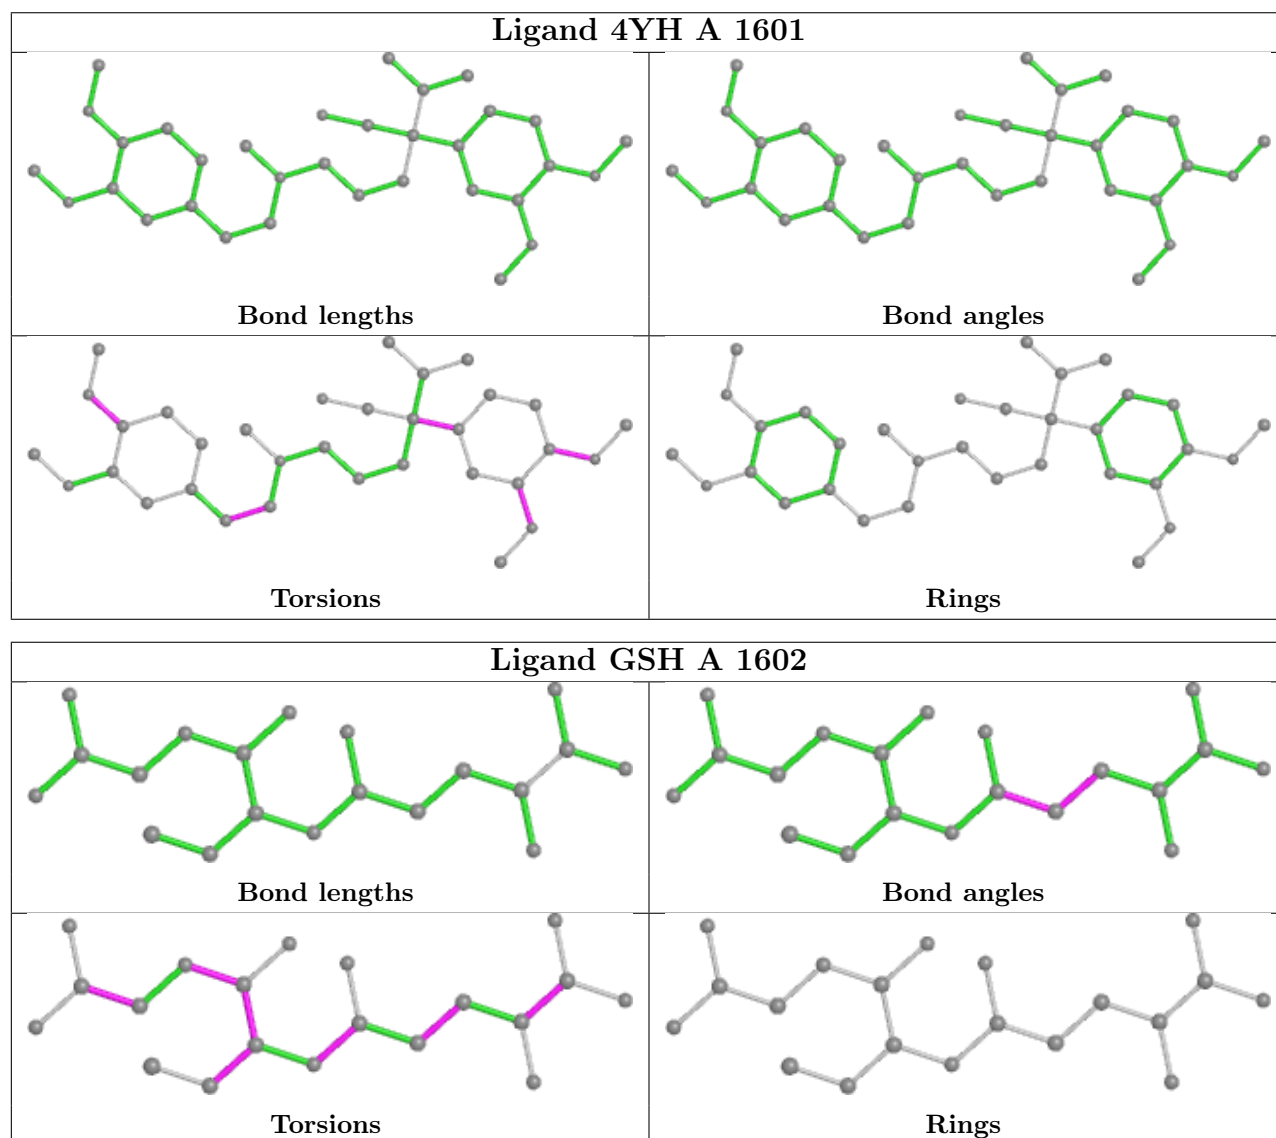 Ligand 4YH A 1601
Bond lengths
Bond angles
Torsions
Rings
Ligand GSH A 1602
Bond lengths
Bond angles
Torsions
Rings